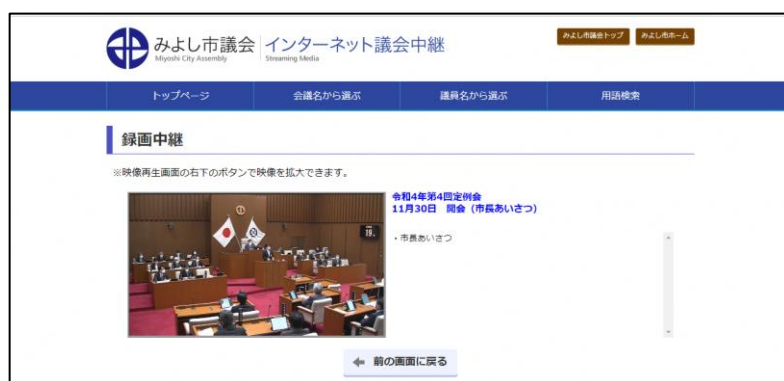 みよし市議会 インターネット議会中継
Miyoshi City Assembly Streaming Media
みよし市議会トップ みよし市ホーム
トップページ 会議名から選ぶ 議員名から選ぶ 用語検索
録画中継
※映像再生画面の右下のボタンで映像を拡大できます。
令和4年第4回定例会
11月30日 開会（市長あいさつ）
・市長あいさつ
19
前の画面に戻る